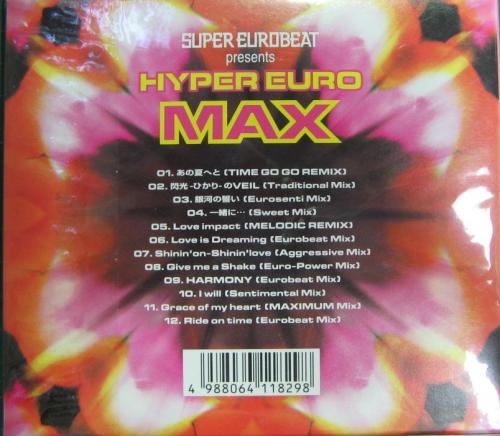 SUPER EUROBEAT
presents
HYPER EURO
MAX
01. あの夏へと (TIME GO GO REMIX)
02. 閃光 -ひかり- のVEIL (Traditional Mix)
03. 銀河の誓い (Eurosenti Mix)
04. 一緒に… (Sweet Mix)
05. Love impact (MELODIC REMIX)
06. Love is Dreaming (Eurobeat Mix)
07. Shinin'on-Shinin'love (Aggressive Mix)
08. Give me a Shake (Euro-Power Mix)
09. HARMONY (Eurobeat Mix)
10. I will (Sentimental Mix)
11. Grace of my heart (MAXIMUM Mix)
12. Ride on time (Eurobeat Mix)
4 988064 118298